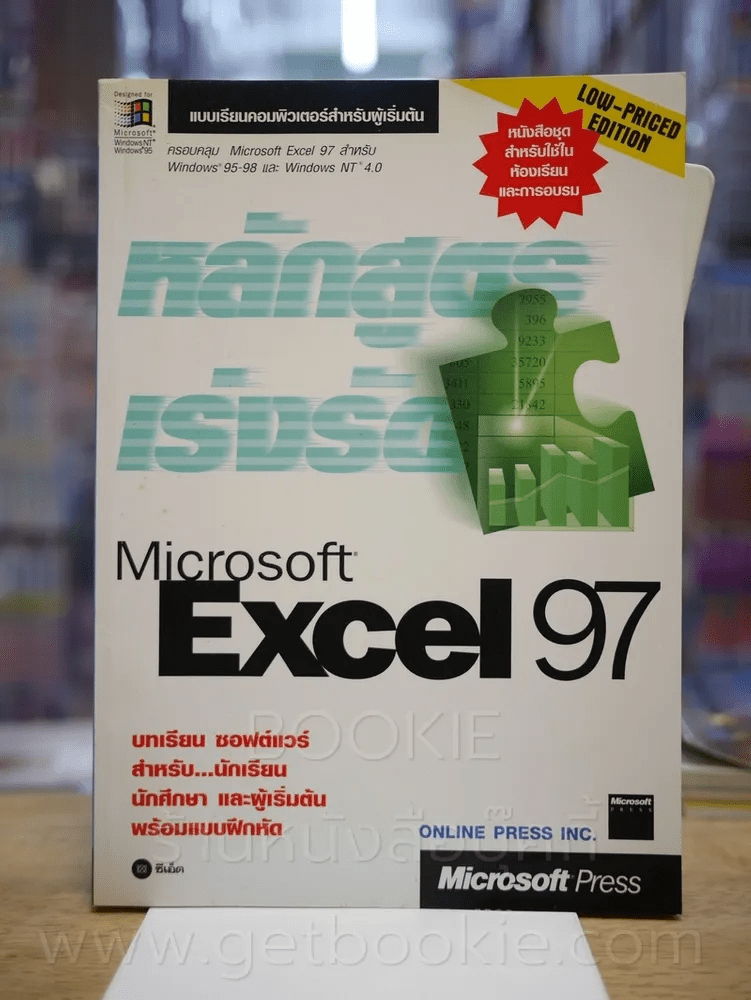 Designed for
Microsoft®
Windows NT®
Windows®95
แบบเรียนคอมพิวเตอร์สำหรับผู้เริ่มต้น
ครอบคลุม Microsoft Excel 97 สำหรับ
Windows® 95-98 และ Windows NT® 4.0
LOW-PRICED
EDITION
หนังสือชุด
สำหรับใช้ใน
ห้องเรียน
และการอบรม
หลักสูตร
เร่งรัด
2955
396
9233
35720
5895
21342
Microsoft®
Excel 97
BOOKIE
บทเรียน ซอฟต์แวร์
สำหรับ...นักเรียน
นักศึกษา และผู้เริ่มต้น
พร้อมแบบฝึกหัด
Microsoft
PRESS
ONLINE PRESS INC.
ร้านหนังสือบุ๊คกี้
ซีเอ็ด
Microsoft Press
www.getbookie.com